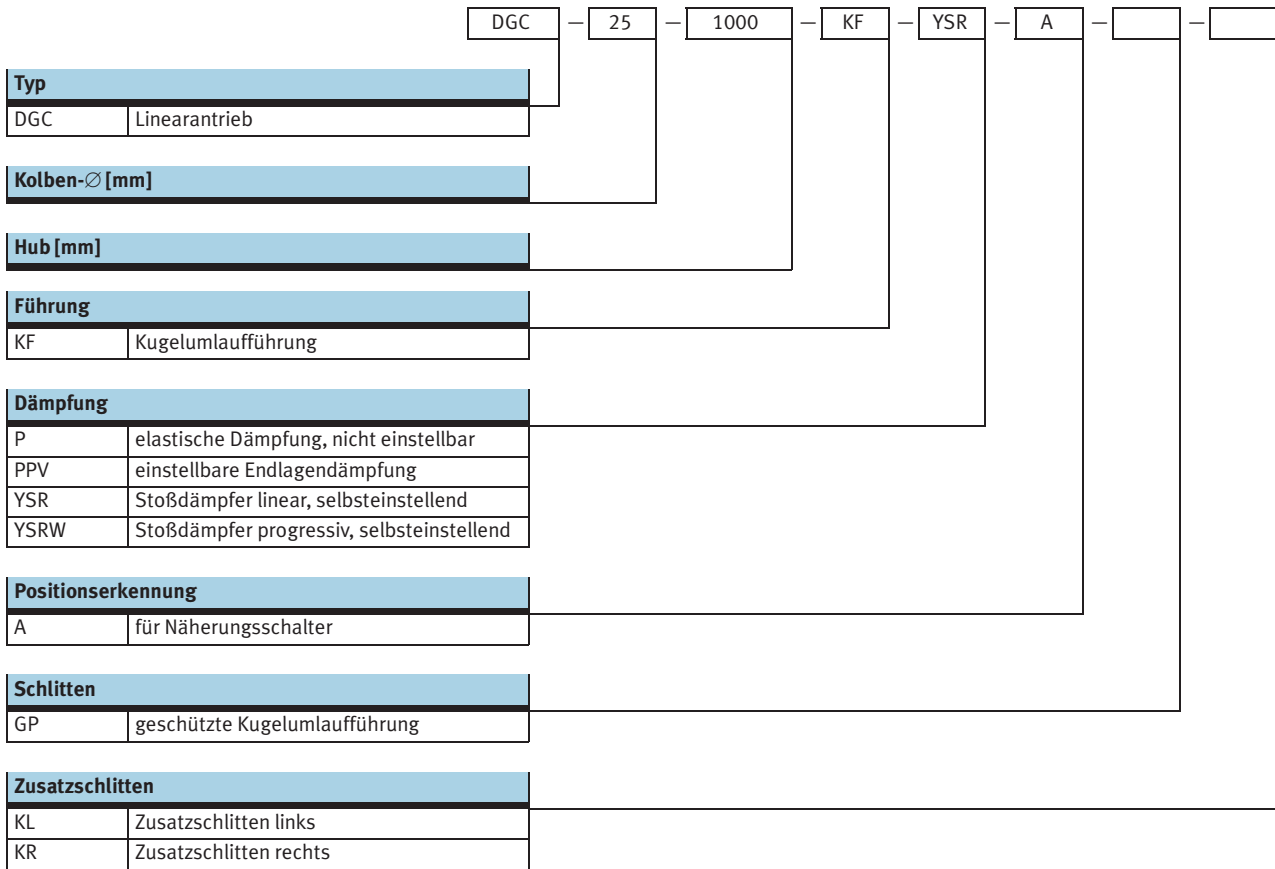 DGC — 25 — 1000 — KF — YSR — A — —
Typ
DGC Linearantrieb
Kolben-∅ [mm]
Hub [mm]
Führung
KF Kugelumlaufführung
Dämpfung
P elastische Dämpfung, nicht einstellbar
PPV einstellbare Endlagendämpfung
YSR Stoßdämpfer linear, selbsteinstellend
YSRW Stoßdämpfer progressiv, selbsteinstellend
Positionserkennung
A für Näherungsschalter
Schlitten
GP geschützte Kugelumlaufführung
Zusatzschlitten
KL Zusatzschlitten links
KR Zusatzschlitten rechts